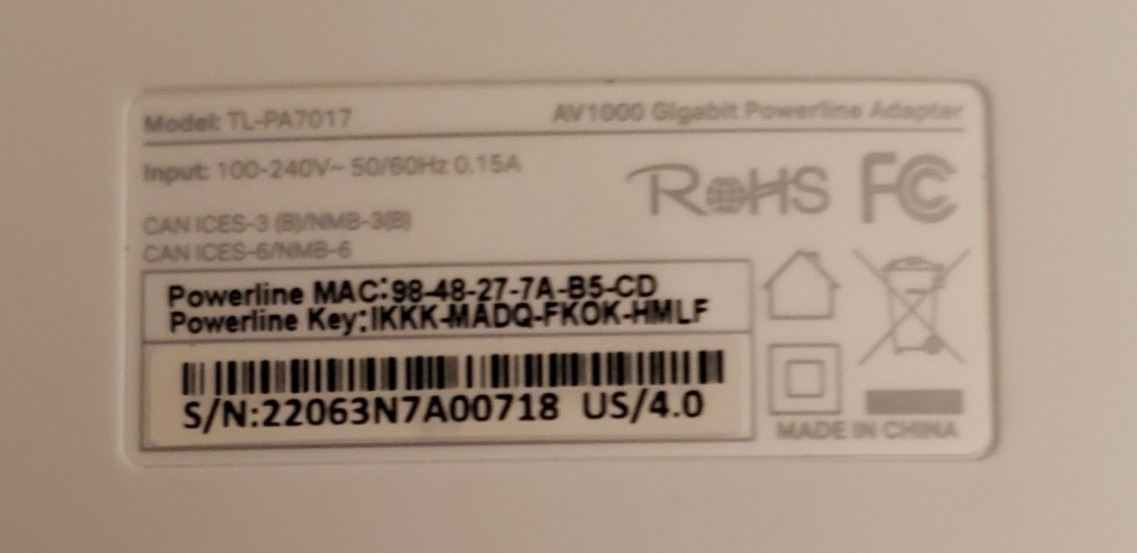 Model: TL-PA7017
AV1000 Gigabit Powerline Adapter
Input: 100-240V~ 50/60Hz 0.15A
RoHS FC
CAN ICES-3 (B)/NMB-3(B)
CAN ICES-6/NMB-6
Powerline MAC:98-48-27-7A-B5-CD
Powerline Key:IKKK-MADQ-FKOK-HMLF
S/N:22063N7A00718 US/4.0
MADE IN CHINA